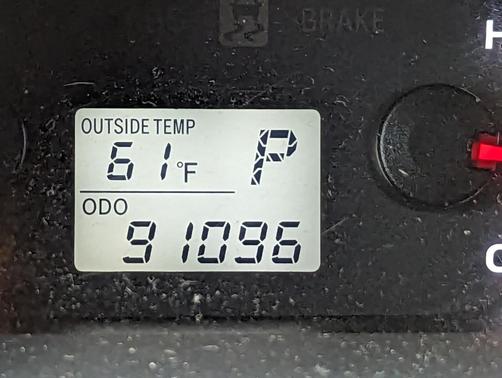 BRAKE
H
OUTSIDE TEMP
61°F P
ODO
91096
C